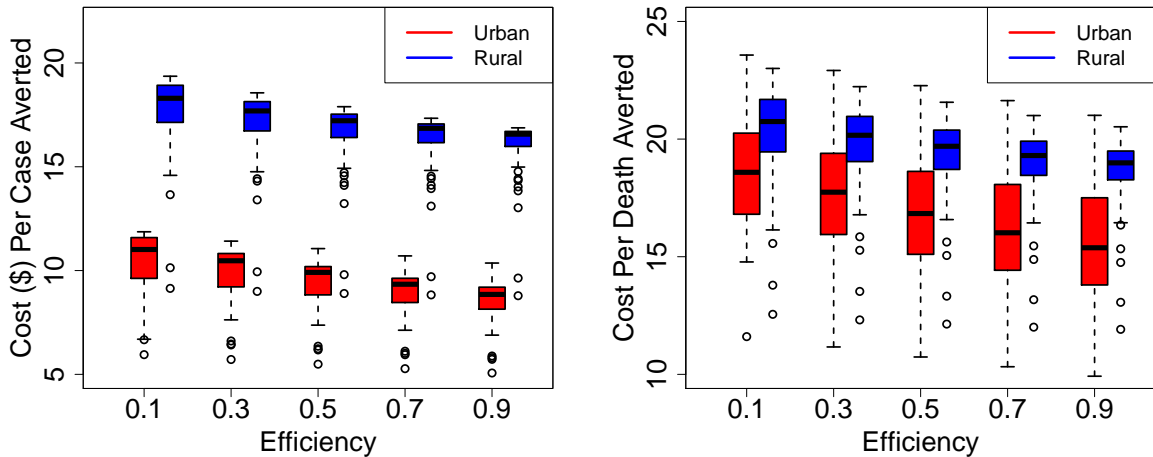 Cost ($) Per Case Averted
20
15
10
5
Urban
Rural
0.1 0.3 0.5 0.7 0.9
Efficiency
Cost Per Death Averted
25
20
15
10
Urban
Rural
0.1 0.3 0.5 0.7 0.9
Efficiency